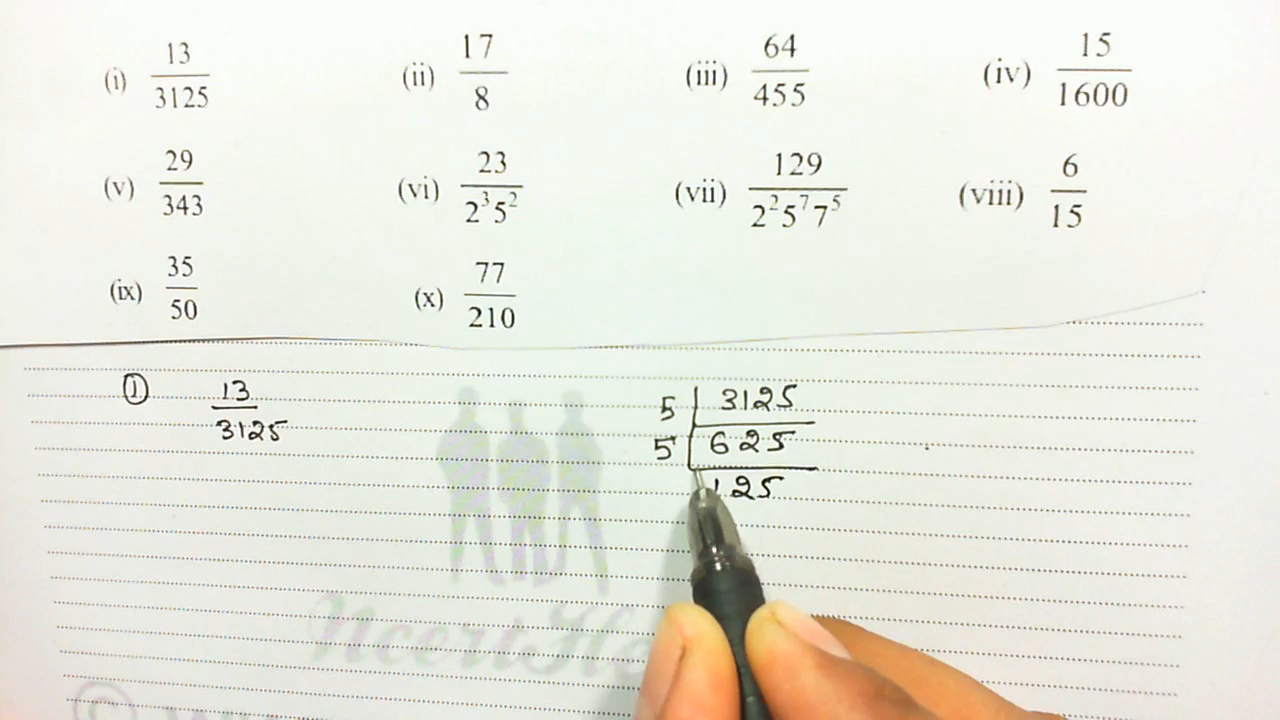 (i) 13/3125 (ii) 17/8 (iii) 64/455 (iv) 15/1600
(v) 29/343 (vi) 23/2³5² (vii) 129/2²5⁷7⁵ (viii) 6/15
(ix) 35/50 (x) 77/210
① 13/3125
5 | 3125
5 | 625
125
Ncert